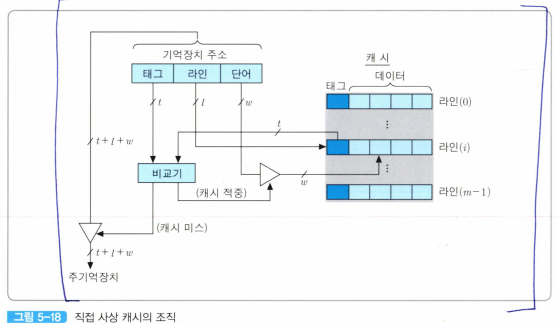 기억장치 주소
태그 라인 단어
캐 시
데이터
태그
t
l
w
t
t + l + w
라인(0)
⋮
라인(i)
비교기
w
⋮
(캐시 적중)
라인(m−1)
(캐시 미스)
t + l + w
주기억장치
그림 5-18 직접 사상 캐시의 조직